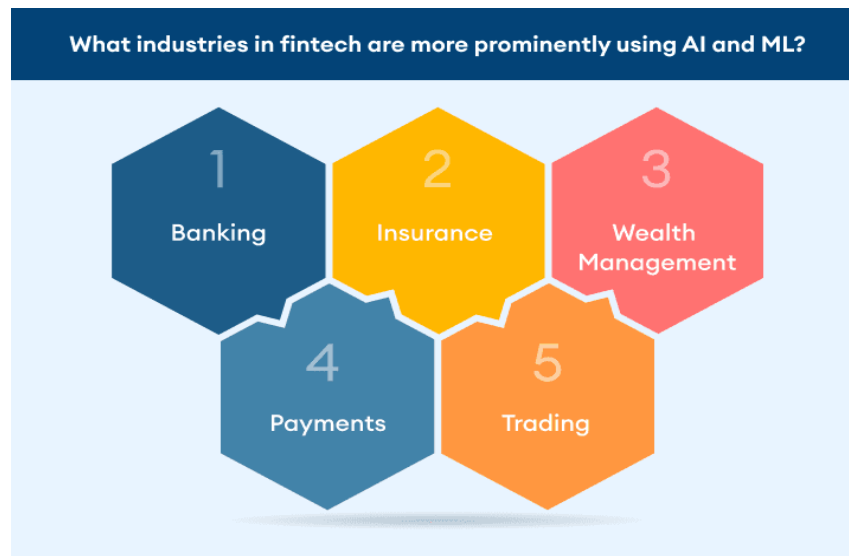 What industries in fintech are more prominently using AI and ML?
1
Banking
2
Insurance
3
Wealth
Management
4
Payments
5
Trading